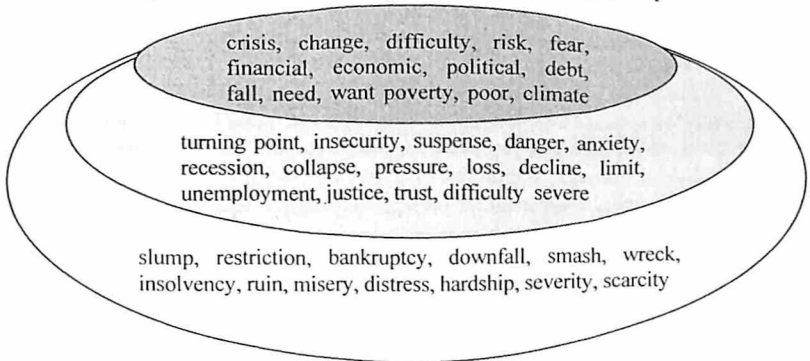 crisis, change, difficulty, risk, fear,
financial, economic, political, debt,
fall, need, want poverty, poor, climate
turning point, insecurity, suspense, danger, anxiety,
recession, collapse, pressure, loss, decline, limit,
unemployment, justice, trust, difficulty severe
slump, restriction, bankruptcy, downfall, smash, wreck,
insolvency, ruin, misery, distress, hardship, severity, scarcity